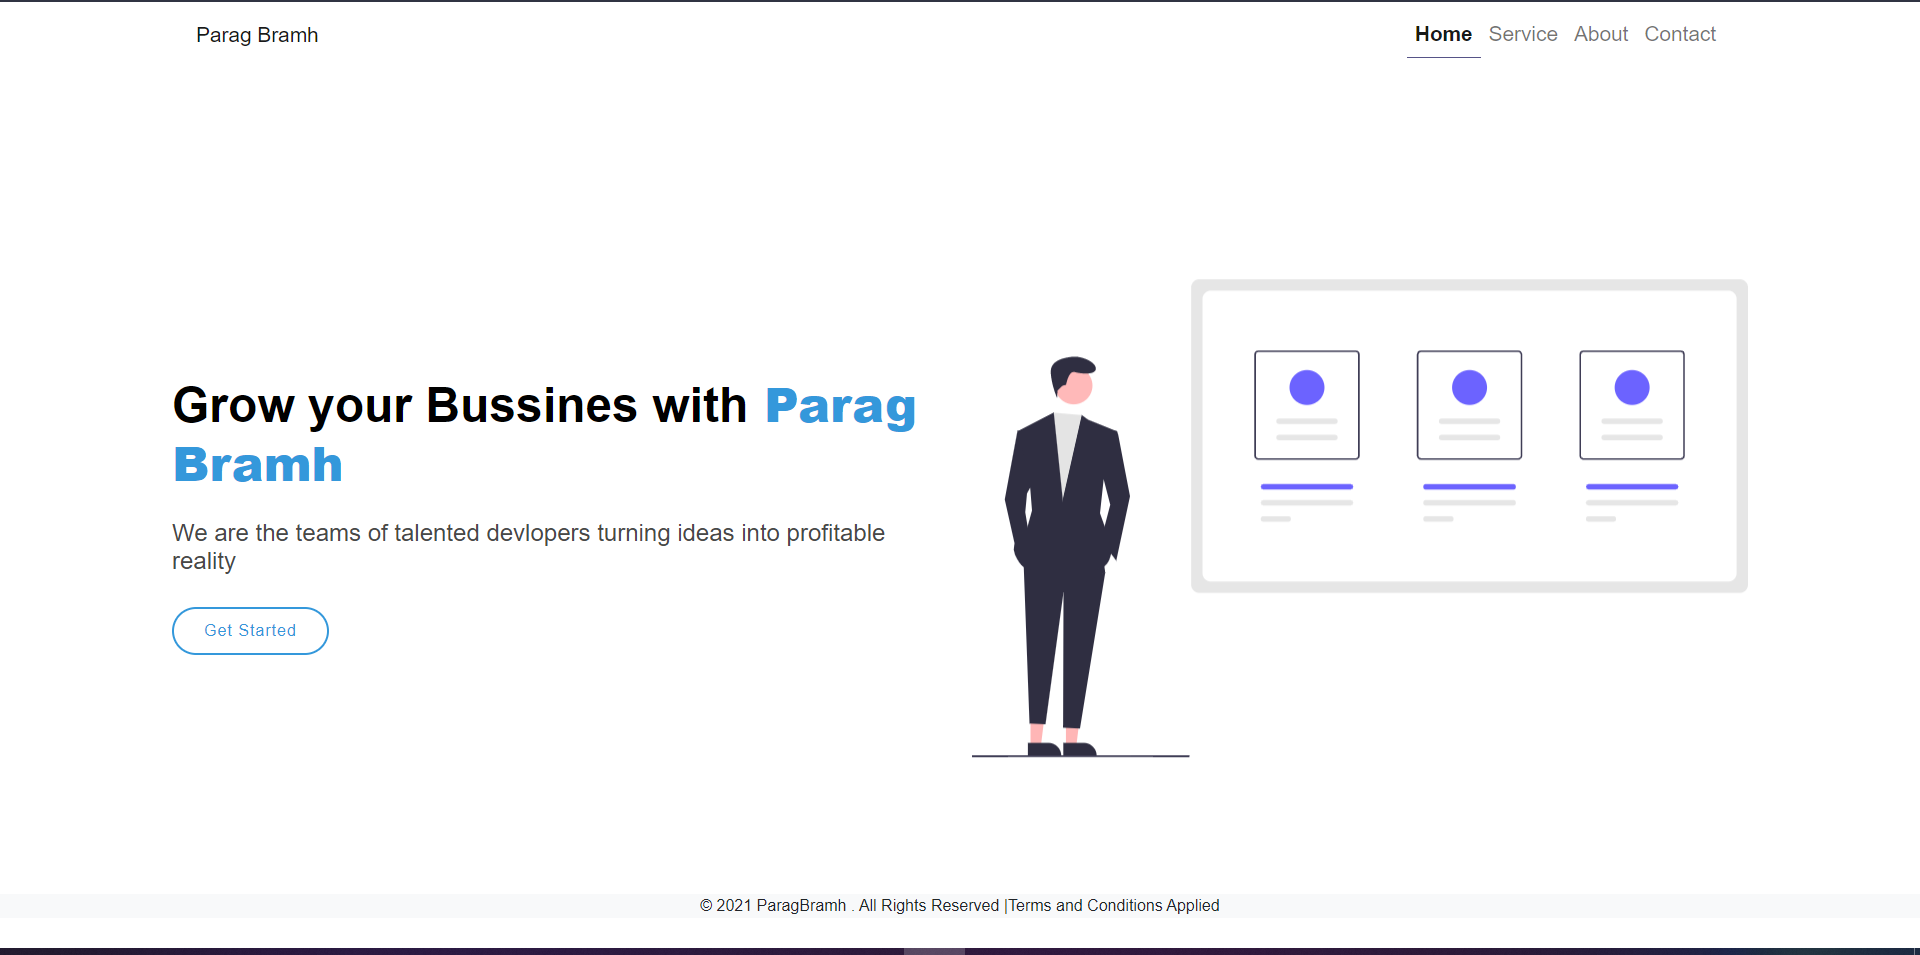 Parag Bramh
Home Service About Contact
Grow your Bussines with Parag
Bramh
We are the teams of talented devlopers turning ideas into profitable
reality
Get Started
© 2021 ParagBramh . All Rights Reserved |Terms and Conditions Applied